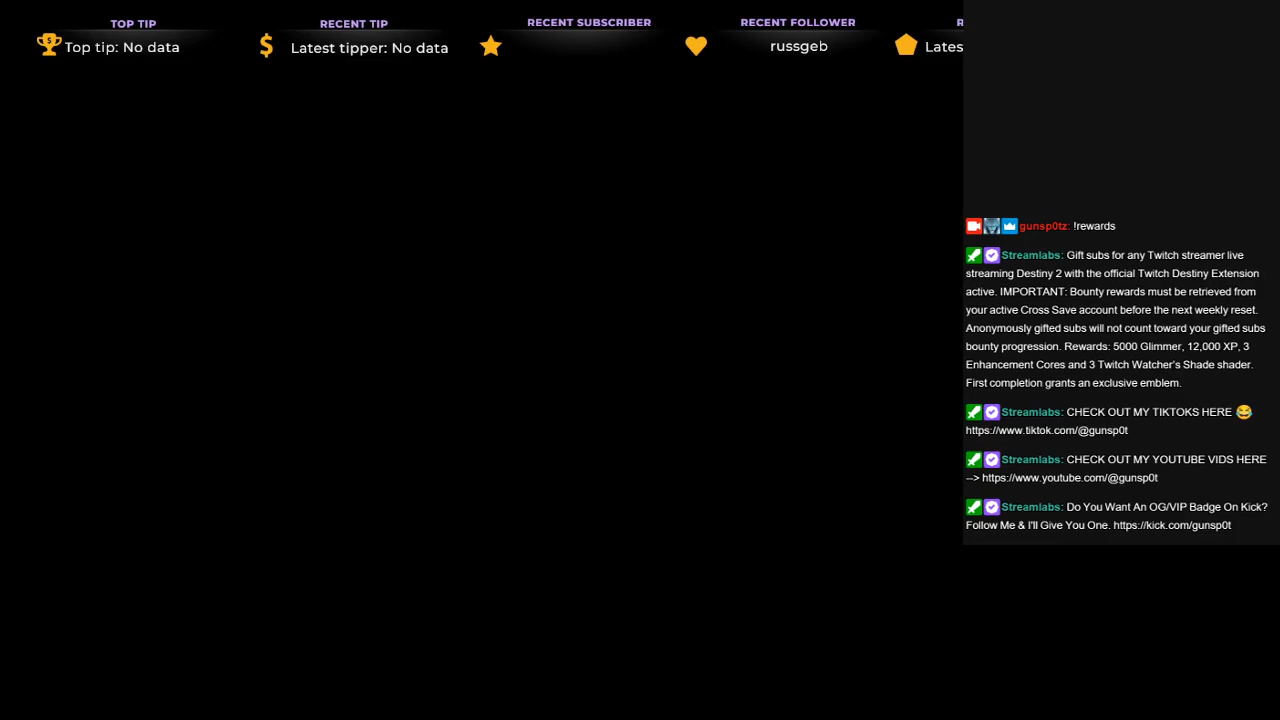 TOP TIP
Top tip: No data
RECENT TIP
Latest tipper: No data
RECENT SUBSCRIBER
RECENT FOLLOWER
russgeb
R
Lates
gunsp0tz: !rewards
Streamlabs: Gift subs for any Twitch streamer live
streaming Destiny 2 with the official Twitch Destiny Extension
active. IMPORTANT: Bounty rewards must be retrieved from
your active Cross Save account before the next weekly reset.
Anonymously gifted subs will not count toward your gifted subs
bounty progression. Rewards: 5000 Glimmer, 12,000 XP, 3
Enhancement Cores and 3 Twitch Watcher's Shade shader.
First completion grants an exclusive emblem.
Streamlabs: CHECK OUT MY TIKTOKS HERE 😂
https://www.tiktok.com/@gunsp0t
Streamlabs: CHECK OUT MY YOUTUBE VIDS HERE
--> https://www.youtube.com/@gunsp0t
Streamlabs: Do You Want An OG/VIP Badge On Kick?
Follow Me & I'll Give You One. https://kick.com/gunsp0t